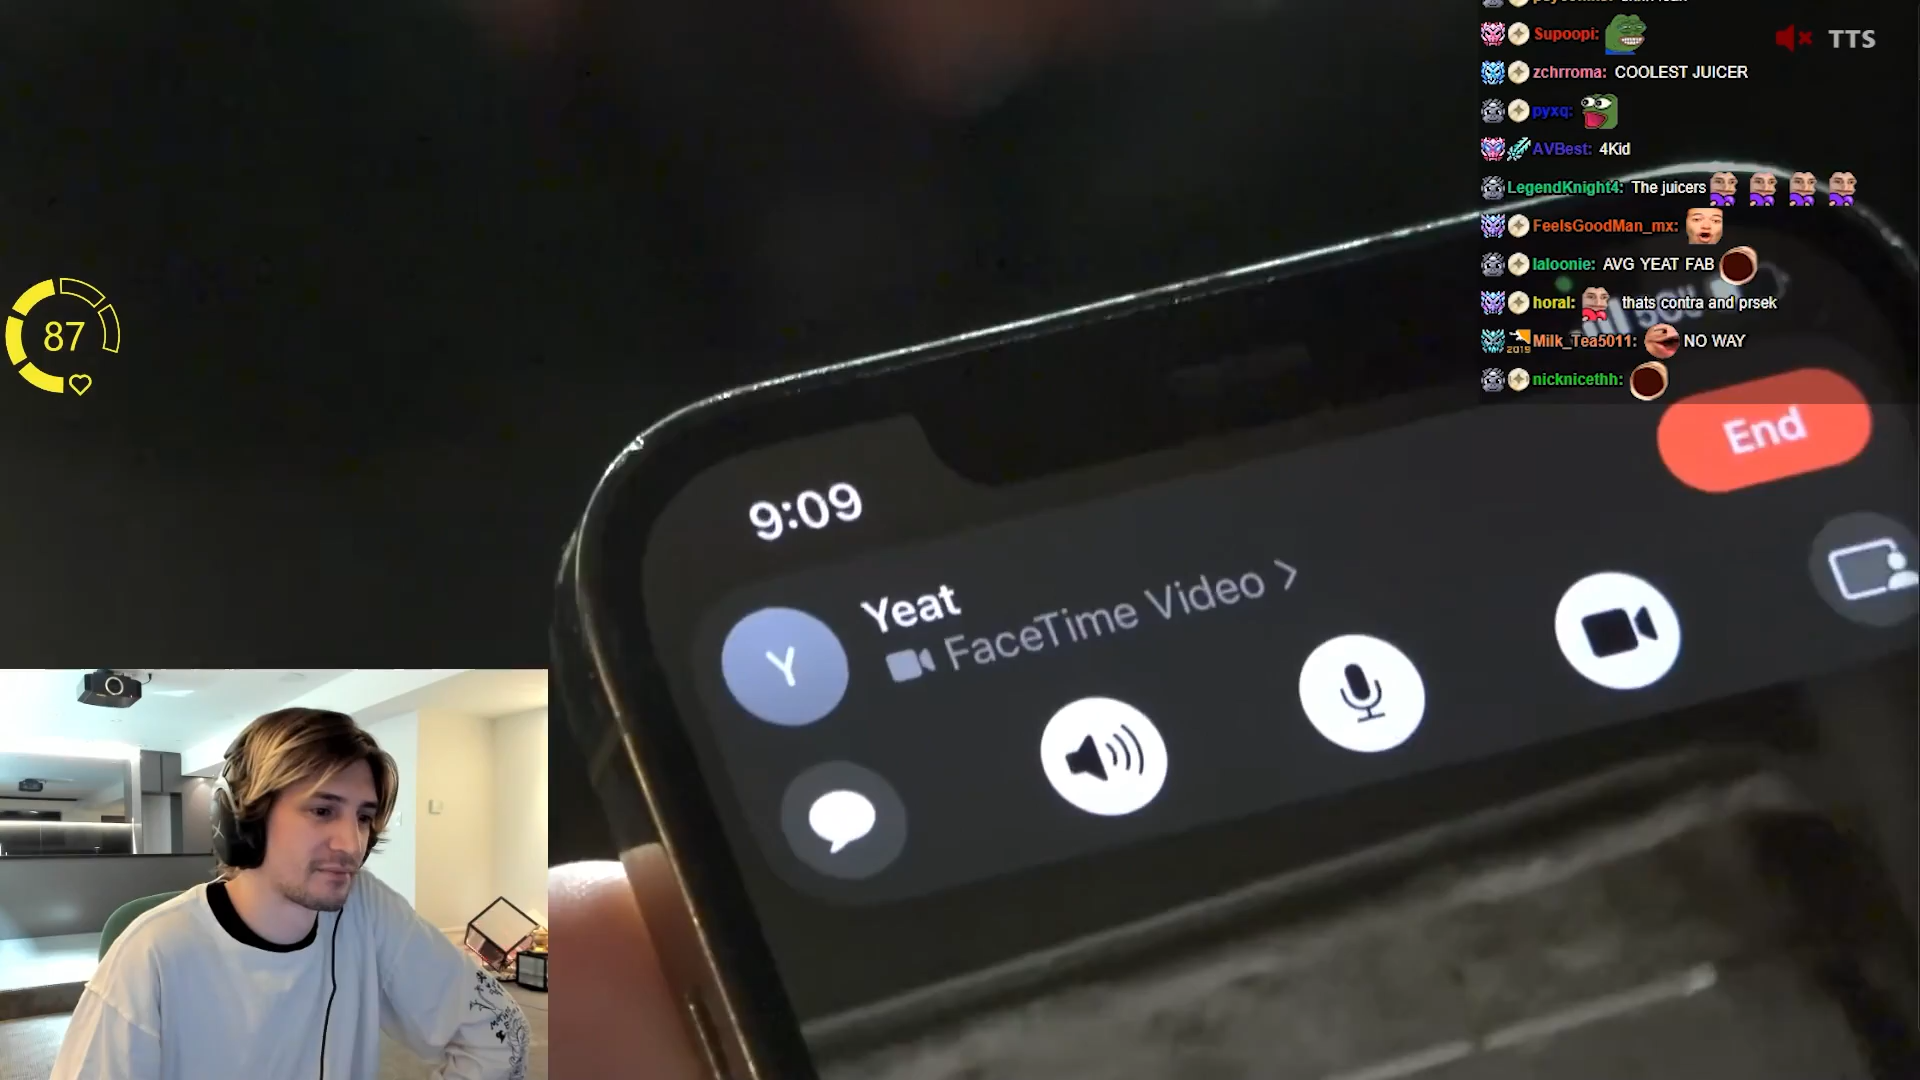 Supoopi:
TTS
zchrroma: COOLEST JUICER
pyxq:
AVBest: 4Kid
LegendKnight4: The juicers
FeelsGoodMan_mx:
laloonie: AVG YEAT FAB
horal: thats contra and prsek
2019 Milk_Tea5011: NO WAY
nicknicethh:
87
End
9:09
Yeat
Y
FaceTime Video >